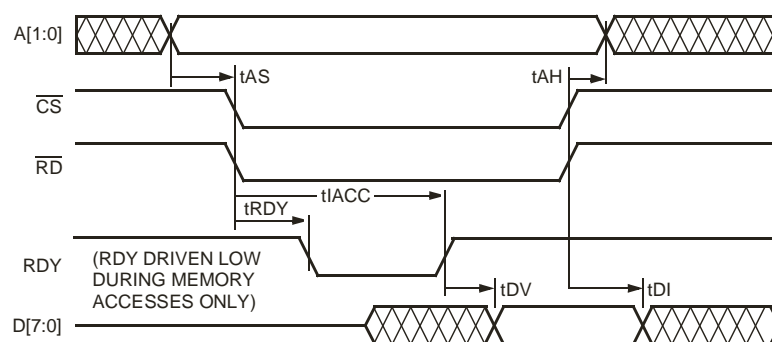 A[1:0]
tAS
tAH
CS
RD
tIACC
tRDY
RDY
(RDY DRIVEN LOW
DURING MEMORY
ACCESSES ONLY)
tDV
tDI
D[7:0]